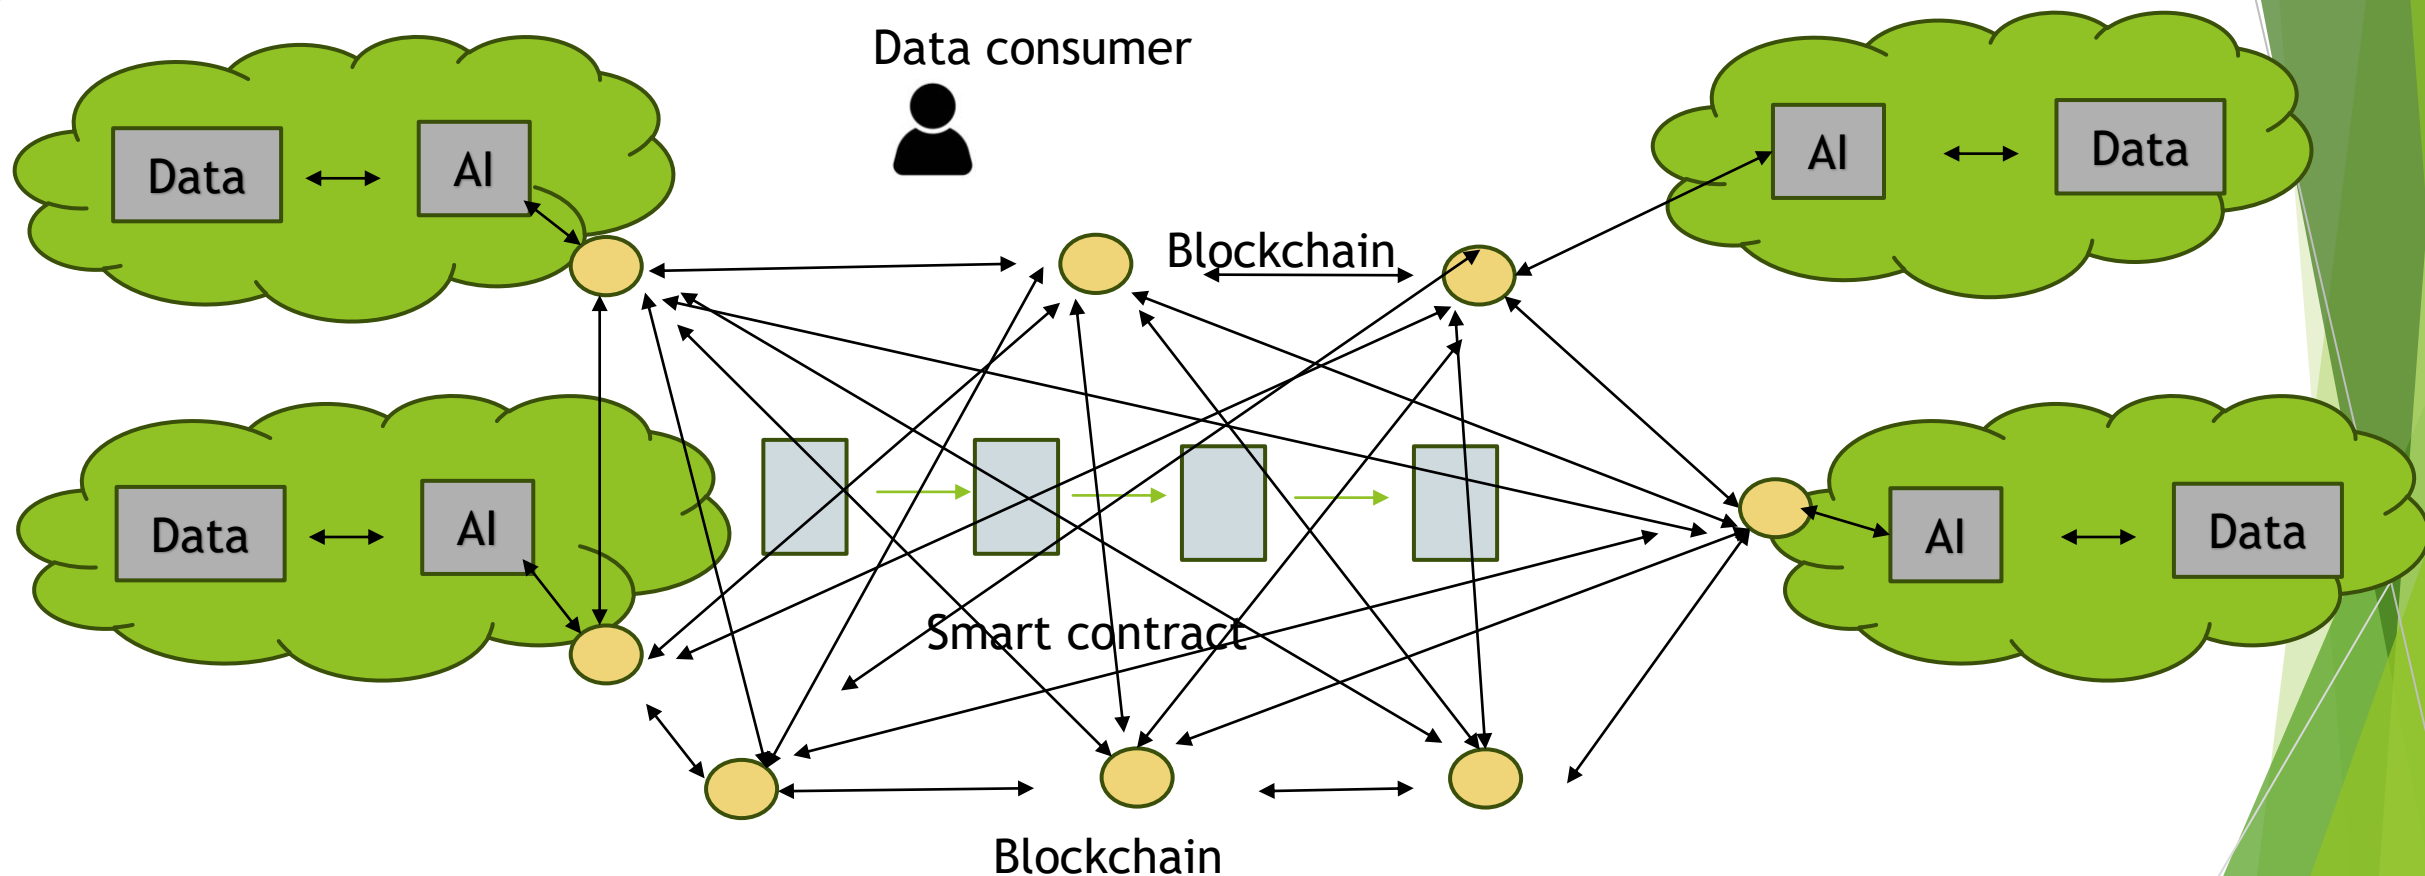 Data consumer
Data
AI
AI
Data
Blockchain
Data
AI
AI
Data
Smart contract
Blockchain